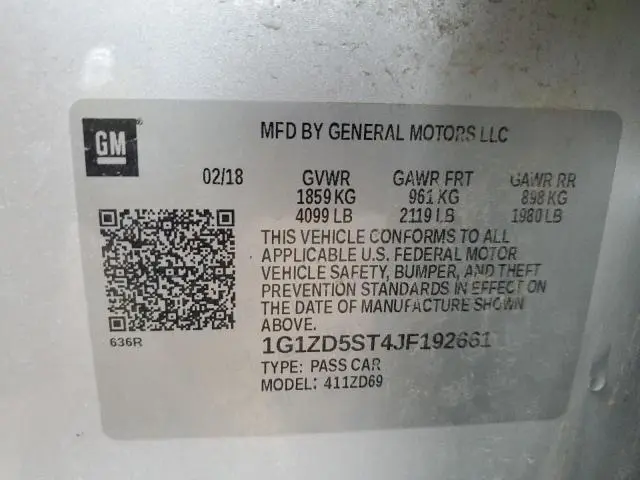 GM
MFD BY GENERAL MOTORS LLC
02/18 GVWR GAWR FRT GAWR RR
1859 KG 961 KG 898 KG
4099 LB 2119 LB 1980 LB
THIS VEHICLE CONFORMS TO ALL
APPLICABLE U.S. FEDERAL MOTOR
VEHICLE SAFETY, BUMPER, AND THEFT
PREVENTION STANDARDS IN EFFECT ON
THE DATE OF MANUFACTURE SHOWN
ABOVE.
636R
1G1ZD5ST4JF192661
TYPE: PASS CAR
MODEL: 411ZD69